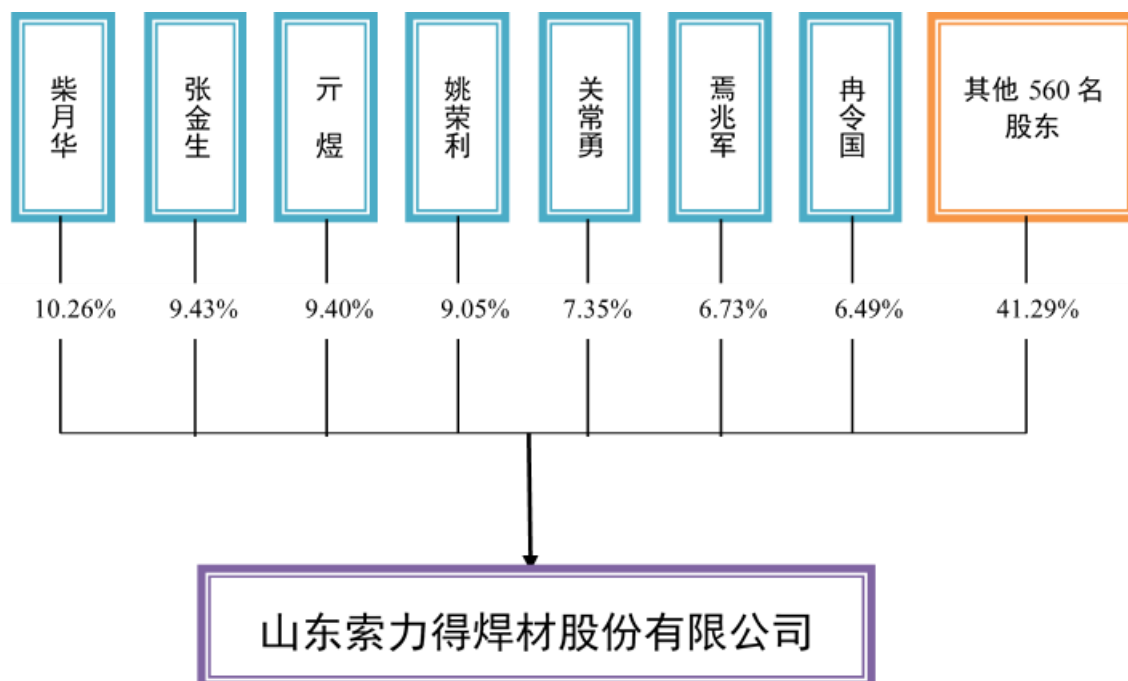 柴月华
张金生
亓煜
姚荣利
关常勇
焉兆军
冉令国
其他 560 名
股东
10.26%
9.43%
9.40%
9.05%
7.35%
6.73%
6.49%
41.29%
山东索力得焊材股份有限公司